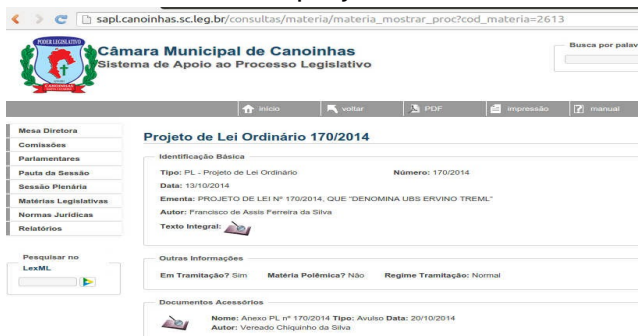 sapl.canoinhas.sc.leg.br/consultas/materia/materia_mostrar_proc?cod_materia=2613
PODER LEGISLATIVO
CANOINHAS
Câmara Municipal de Canoinhas
Sistema de Apoio ao Processo Legislativo
Busca por palav
início
voltar
PDF
impressão
manual
Mesa Diretora
Comissões
Parlamentares
Pauta da Sessão
Sessão Plenária
Matérias Legislativas
Normas Jurídicas
Relatórios
Pesquisar no
LexML
Projeto de Lei Ordinário 170/2014
Identificação Básica
Tipo: PL - Projeto de Lei Ordinário Número: 170/2014
Data: 13/10/2014
Ementa: PROJETO DE LEI Nº 170/2014, QUE "DENOMINA UBS ERVINO TREML"
Autor: Francisco de Assis Ferreira da Silva
Texto Integral:
Outras Informações
Em Tramitação? Sim Matéria Polêmica? Não Regime Tramitação: Normal
Documentos Acessórios
Nome: Anexo PL nº 170/2014 Tipo: Avulso Data: 20/10/2014
Autor: Vereado Chiquinho da Silva